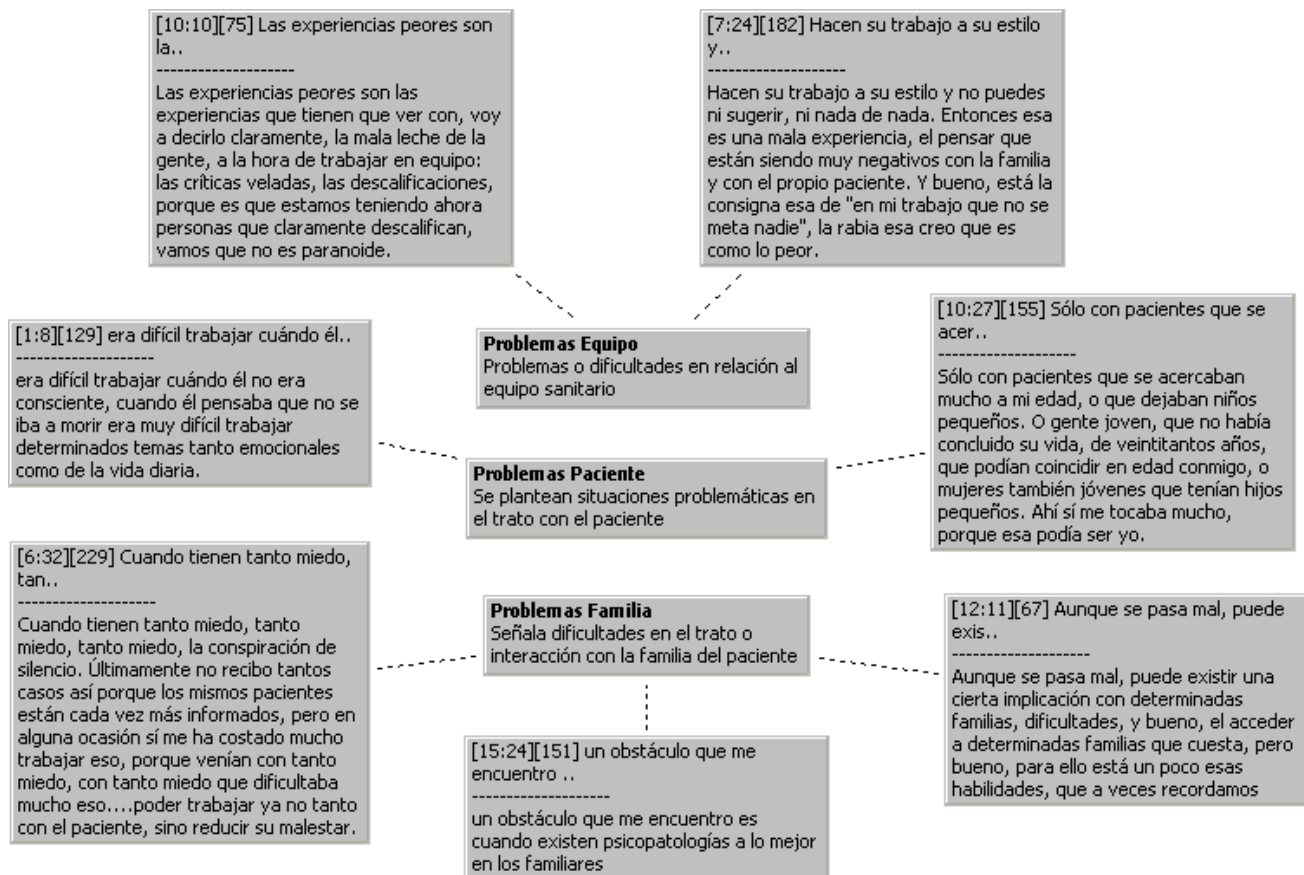 [10:10][75] Las experiencias peores son
la..
--------------------
Las experiencias peores son las
experiencias que tienen que ver con, voy
a decirlo claramente, la mala leche de la
gente, a la hora de trabajar en equipo:
las críticas veladas, las descalificaciones,
porque es que estamos teniendo ahora
personas que claramente descalifican,
vamos que no es paranoide.
[7:24][182] Hacen su trabajo a su estilo
y..
--------------------
Hacen su trabajo a su estilo y no puedes
ni sugerir, ni nada de nada. Entonces esa
es una mala experiencia, el pensar que
están siendo muy negativos con la familia
y con el propio paciente. Y bueno, está la
consigna esa de "en mi trabajo que no se
meta nadie", la rabia esa creo que es
como lo peor.
Problemas Equipo
Problemas o dificultades en relación al
equipo sanitario
[1:8][129] era difícil trabajar cuándo él..
--------------------
era difícil trabajar cuándo él no era
consciente, cuando él pensaba que no se
iba a morir era muy difícil trabajar
determinados temas tanto emocionales
como de la vida diaria.
Problemas Paciente
Se plantean situaciones problemáticas en
el trato con el paciente
[10:27][155] Sólo con pacientes que se
acer..
--------------------
Sólo con pacientes que se acercaban
mucho a mi edad, o que dejaban niños
pequeños. O gente joven, que no había
concluido su vida, de veintitantos años,
que podían coincidir en edad conmigo, o
mujeres también jóvenes que tenían hijos
pequeños. Ahí sí me tocaba mucho,
porque esa podía ser yo.
[6:32][229] Cuando tienen tanto miedo,
tan..
--------------------
Cuando tienen tanto miedo, tanto
miedo, tanto miedo, la conspiración de
silencio. Últimamente no recibo tantos
casos así porque los mismos pacientes
están cada vez más informados, pero en
alguna ocasión sí me ha costado mucho
trabajar eso, porque venían con tanto
miedo, con tanto miedo que dificultaba
mucho eso....poder trabajar ya no tanto
con el paciente, sino reducir su malestar.
Problemas Familia
Señala dificultades en el trato o
interacción con la familia del paciente
[15:24][151] un obstáculo que me
encuentro ..
--------------------
un obstáculo que me encuentro es
cuando existen psicopatologías a lo mejor
en los familiares
[12:11][67] Aunque se pasa mal, puede
exis..
--------------------
Aunque se pasa mal, puede existir una
cierta implicación con determinadas
familias, dificultades, y bueno, el acceder
a determinadas familias que cuesta, pero
bueno, para ello está un poco esas
habilidades, que a veces recordamos